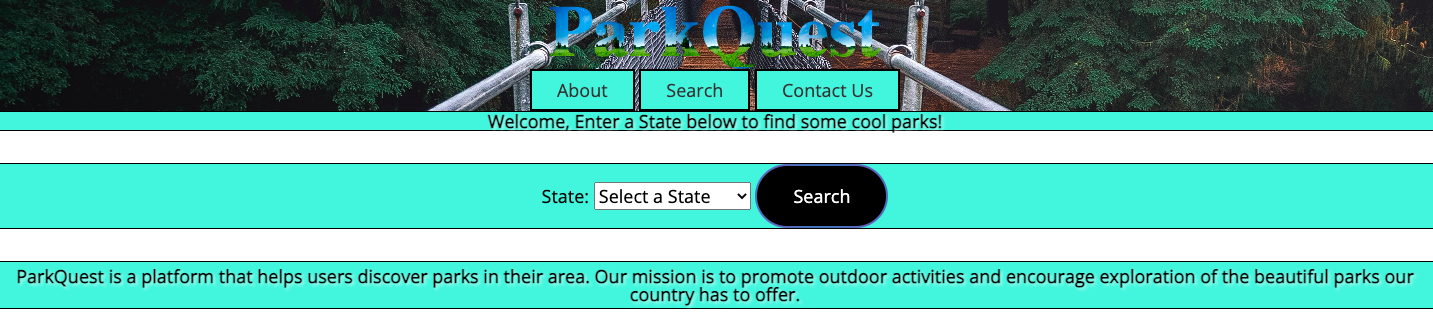 ParkQuest
About Search Contact Us
Welcome, Enter a State below to find some cool parks!
State: Select a State Search
ParkQuest is a platform that helps users discover parks in their area. Our mission is to promote outdoor activities and encourage exploration of the beautiful parks our
country has to offer.